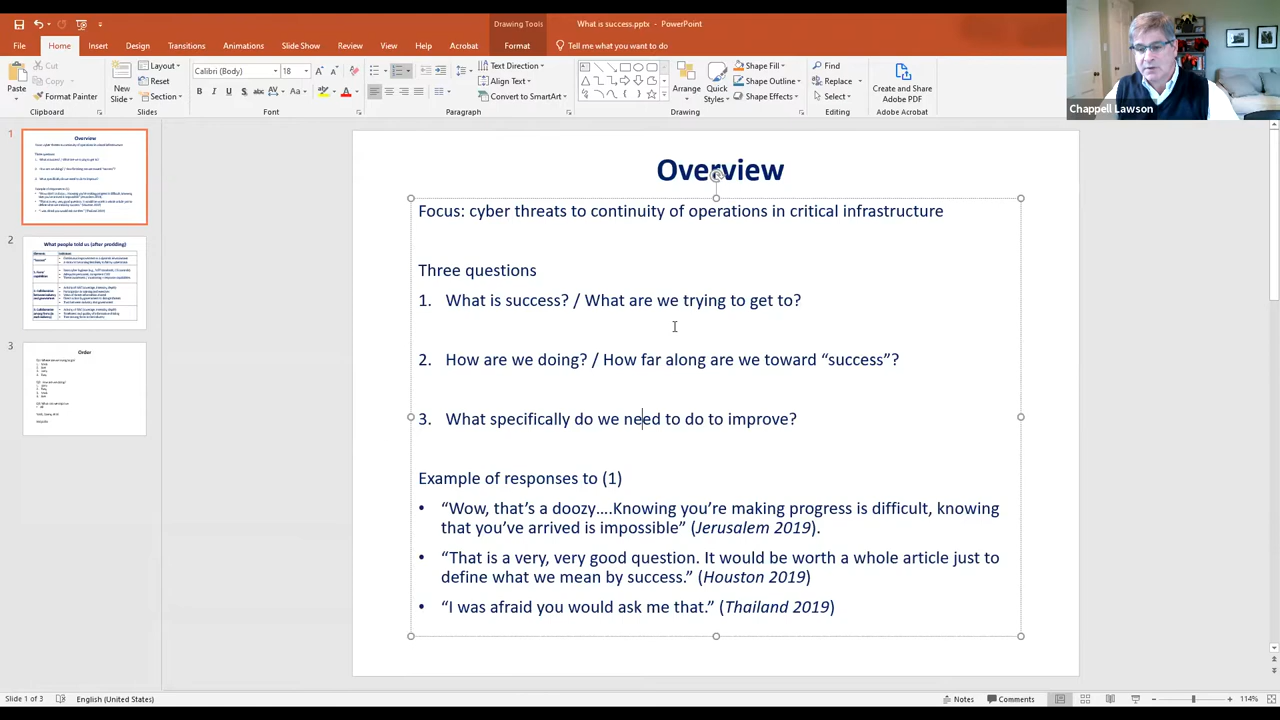 Drawing Tools
What is success.pptx - PowerPoint
File Home Insert Design Transitions Animations Slide Show Review View Help Acrobat Format Tell me what you want to do
Paste
Cut
Copy
Format Painter
Clipboard
New Slide
Layout
Reset
Section
Slides
Calibri (Body) 18
Font
Text Direction
Align Text
Convert to SmartArt
Paragraph
Arrange
Quick Styles
Shape Fill
Shape Outline
Shape Effects
Drawing
Find
Replace
Select
Editing
Create and Share Adobe PDF
Adobe Acrobat
Chappell Lawson
1
Overview
2
What people told us (after prodding)
3
Order
Overview
Focus: cyber threats to continuity of operations in critical infrastructure
Three questions
1. What is success? / What are we trying to get to?
2. How are we doing? / How far along are we toward “success”?
3. What specifically do we need to do to improve?
Example of responses to (1)
• “Wow, that’s a doozy....Knowing you’re making progress is difficult, knowing
that you’ve arrived is impossible” (Jerusalem 2019).
• “That is a very, very good question. It would be worth a whole article just to
define what we mean by success.” (Houston 2019)
• “I was afraid you would ask me that.” (Thailand 2019)
Slide 1 of 3 English (United States) Notes Comments 114%